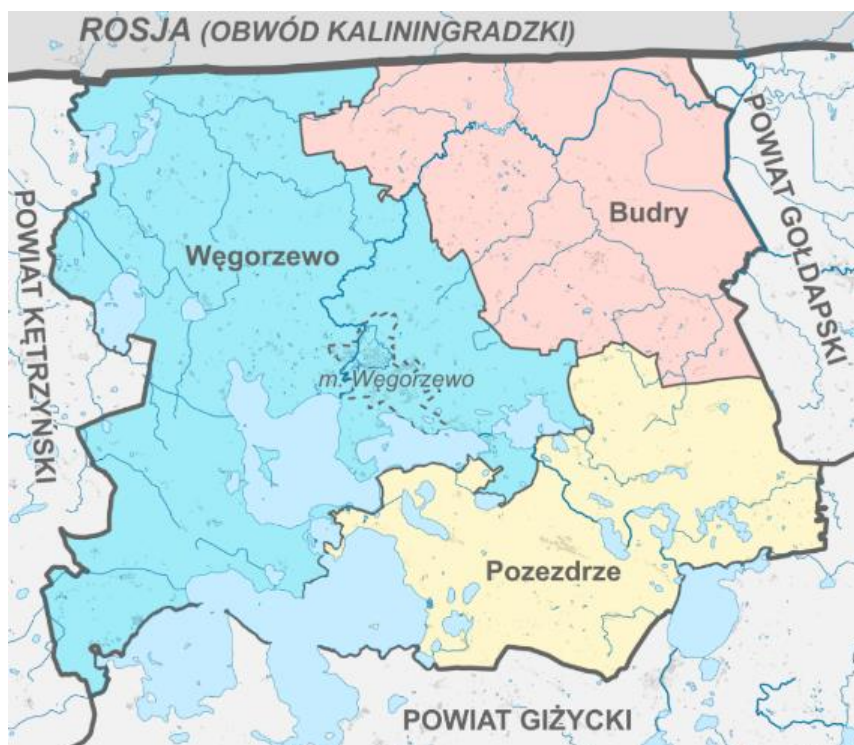 ROSJA (OBWÓD KALININGRADZKI)
POWIAT GOŁDAPSKI
POWIAT KĘTRZYŃSKI
Budry
Węgorzewo
m. Węgorzewo
Pozezdrze
POWIAT GIŻYCKI